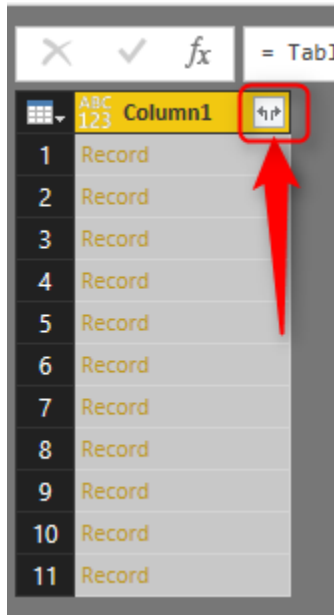 fx = Tabl
ABC 123 Column1
1 Record
2 Record
3 Record
4 Record
5 Record
6 Record
7 Record
8 Record
9 Record
10 Record
11 Record